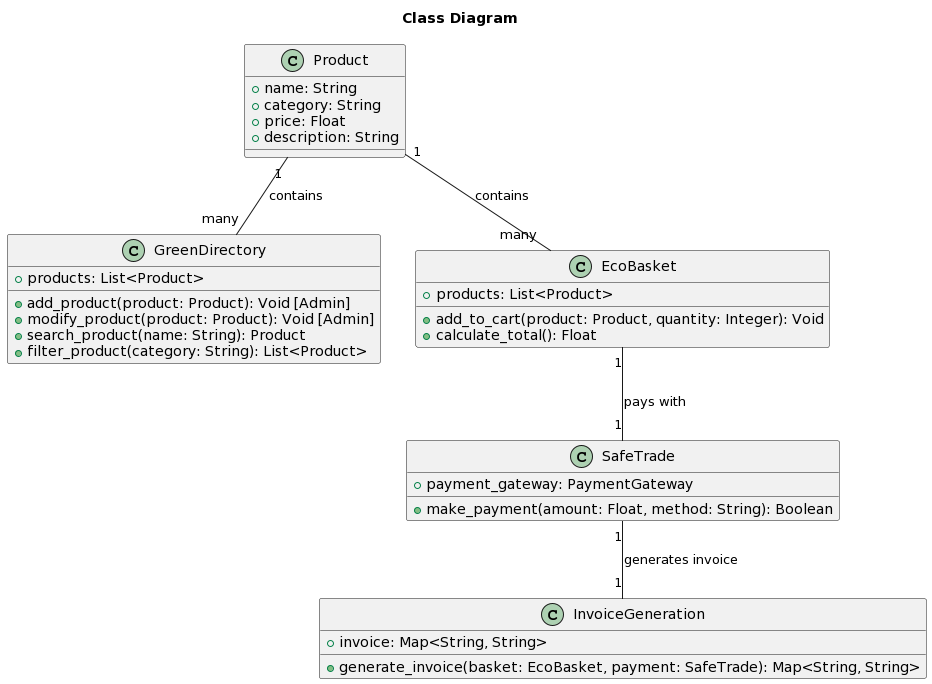 Class Diagram
C Product
name: String
category: String
price: Float
description: String
1
1
contains
contains
many
many
C GreenDirectory
products: List<Product>
add_product(product: Product): Void [Admin]
modify_product(product: Product): Void [Admin]
search_product(name: String): Product
filter_product(category: String): List<Product>
C EcoBasket
products: List<Product>
add_to_cart(product: Product, quantity: Integer): Void
calculate_total(): Float
1
pays with
1
C SafeTrade
payment_gateway: PaymentGateway
make_payment(amount: Float, method: String): Boolean
1
generates invoice
1
C InvoiceGeneration
invoice: Map<String, String>
generate_invoice(basket: EcoBasket, payment: SafeTrade): Map<String, String>